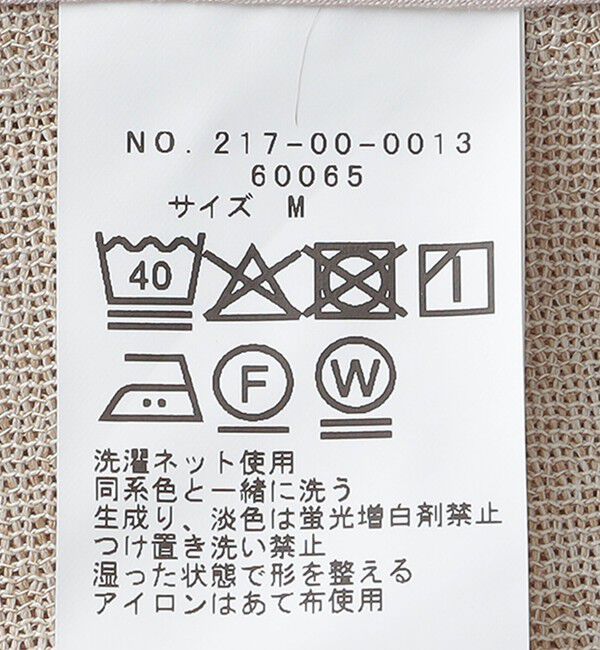 NO. 217-00-0013
60065
サイズ M
40
F W
洗濯ネット使用
同系色と一緒に洗う
生成り、淡色は蛍光増白剤禁止
つけ置き洗い禁止
湿った状態で形を整える
アイロンはあて布使用